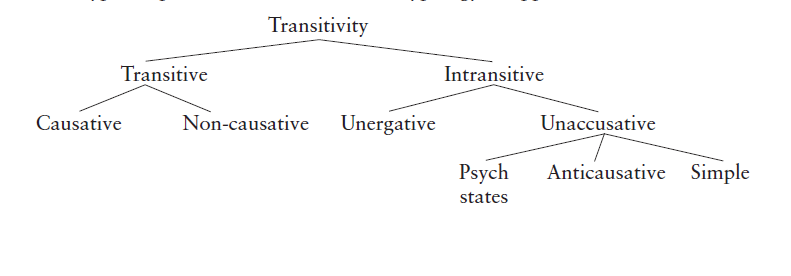 Transitivity
Transitive Intransitive
Causative Non-causative Unergative Unaccusative
Psych Anticausative Simple
states